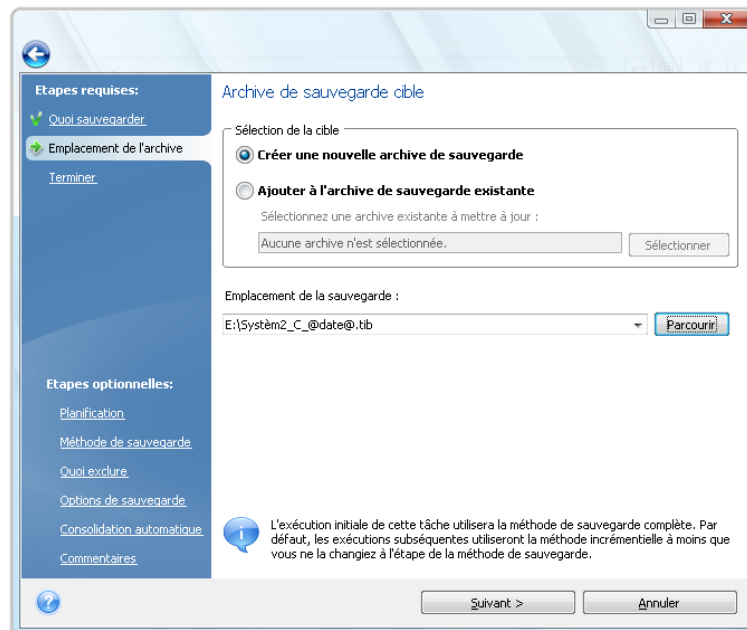 Etapes requises:
Quoi sauvegarder
Emplacement de l'archive
Terminer
Archive de sauvegarde cible
Sélection de la cible
Créer une nouvelle archive de sauvegarde
Ajouter à l'archive de sauvegarde existante
Sélectionnez une archive existante à mettre à jour :
Aucune archive n'est sélectionnée.
Sélectionner
Emplacement de la sauvegarde :
E:\Systèm2_C_@date@.tib
Parcourir
Etapes optionnelles:
Planification
Méthode de sauvegarde
Quoi exclure
Options de sauvegarde
Consolidation automatique
Commentaires
L'exécution initiale de cette tâche utilisera la méthode de sauvegarde complète. Par
défaut, les exécutions subséquentes utiliseront la méthode incrémentielle à moins que
vous ne la changiez à l'étape de la méthode de sauvegarde.
Suivant >
Annuler